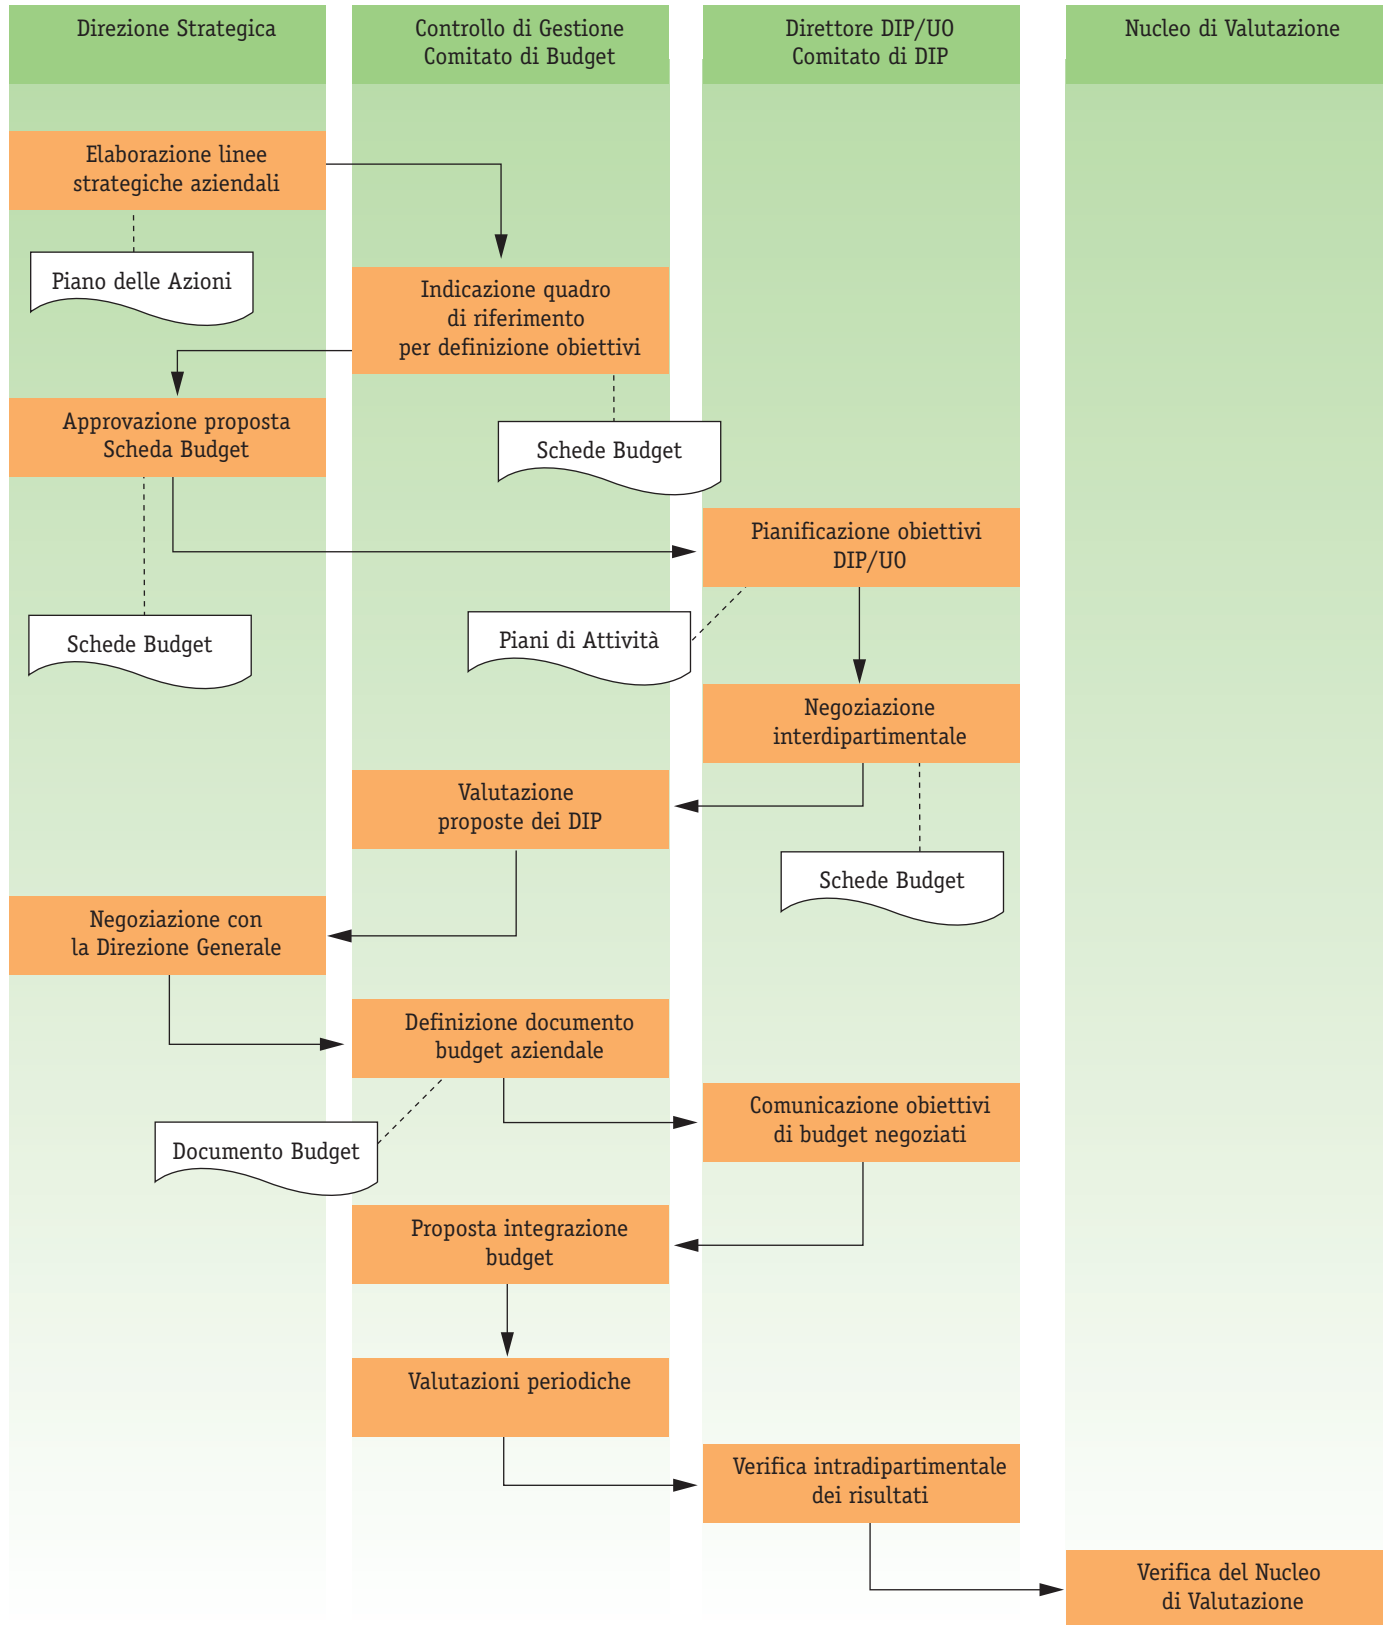 Direzione Strategica
Controllo di Gestione
Comitato di Budget
Direttore DIP/UO
Comitato di DIP
Nucleo di Valutazione
Elaborazione linee
strategiche aziendali
Piano delle Azioni
Indicazione quadro
di riferimento
per definizione obiettivi
Approvazione proposta
Scheda Budget
Schede Budget
Pianificazione obiettivi
DIP/UO
Schede Budget
Piani di Attività
Negoziazione
interdipartimentale
Valutazione
proposte dei DIP
Schede Budget
Negoziazione con
la Direzione Generale
Definizione documento
budget aziendale
Comunicazione obiettivi
di budget negoziati
Documento Budget
Proposta integrazione
budget
Valutazioni periodiche
Verifica intradipartimentale
dei risultati
Verifica del Nucleo
di Valutazione